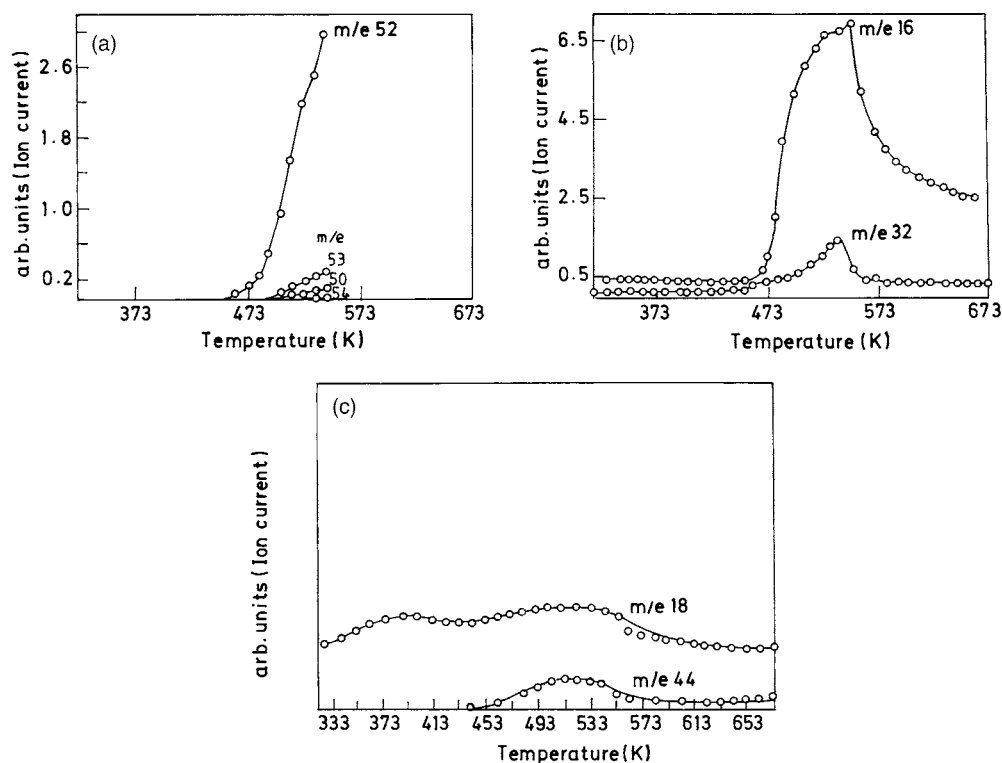 (a)
m/e 52
2.6
1.8
1.0
0.2
m/e
53
50
54
373 473 573 673
Temperature (K)
arb. units (Ion current)
(b)
m/e 16
6.5
4.5
2.5
0.5
m/e 32
373 473 573 673
Temperature (K)
arb. units (Ion current)
(c)
m/e 18
m/e 44
333 373 413 453 493 533 573 613 653
Temperature(K)
arb. units (Ion current)